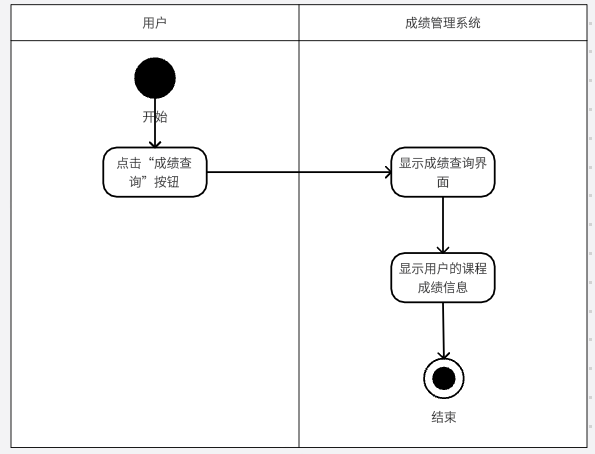 用户
成绩管理系统
开始
点击“成绩查
询”按钮
显示成绩查询界
面
显示用户的课程
成绩信息
结束